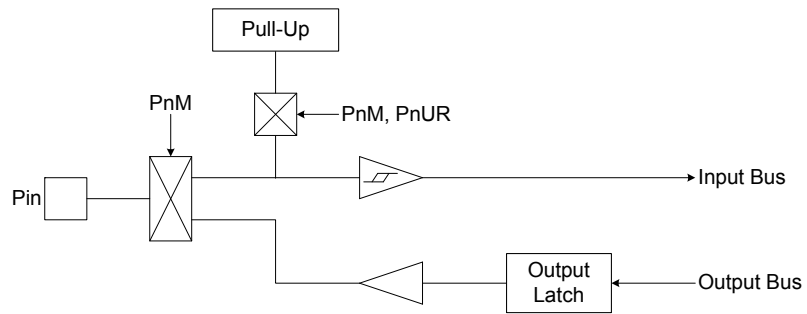 Pull-Up
PnM
PnM, PnUR
Pin
Input Bus
Output
Latch
Output Bus